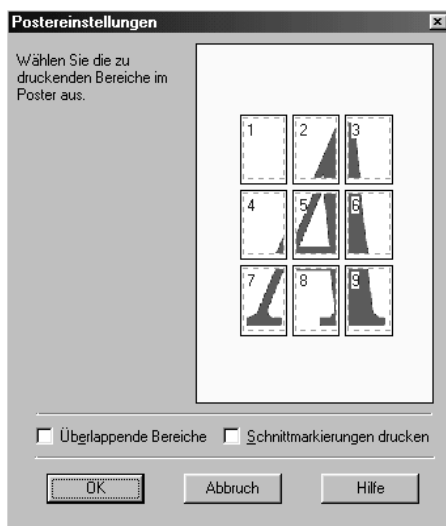 Postereinstellungen
Wählen Sie die zu
druckenden Bereiche im
Poster aus.
1 2 3
4 5 6
7 8 9
Überlappende Bereiche Schnittmarkierungen drucken
OK Abbruch Hilfe